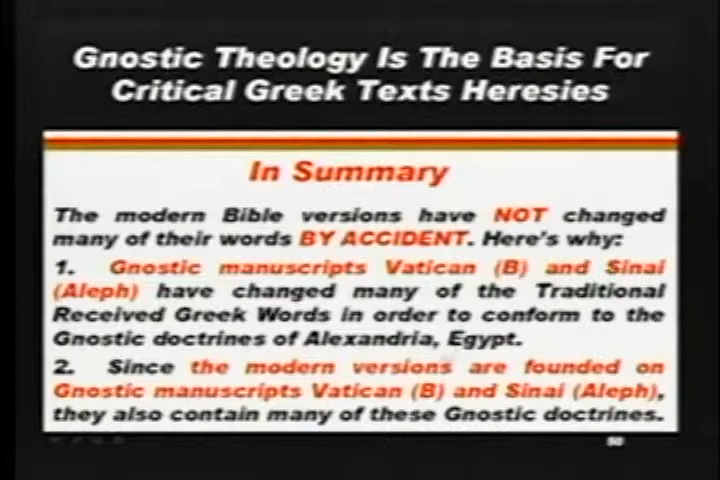 Gnostic Theology Is The Basis For
Critical Greek Texts Heresies
In Summary
The modern Bible versions have NOT changed
many of their words BY ACCIDENT. Here's why:
1. Gnostic manuscripts Vatican (B) and Sinai
(Aleph) have changed many of the Traditional
Received Greek Words in order to conform to the
Gnostic doctrines of Alexandria, Egypt.
2. Since the modern versions are founded on
Gnostic manuscripts Vatican (B) and Sinai (Aleph),
they also contain many of these Gnostic doctrines.
50